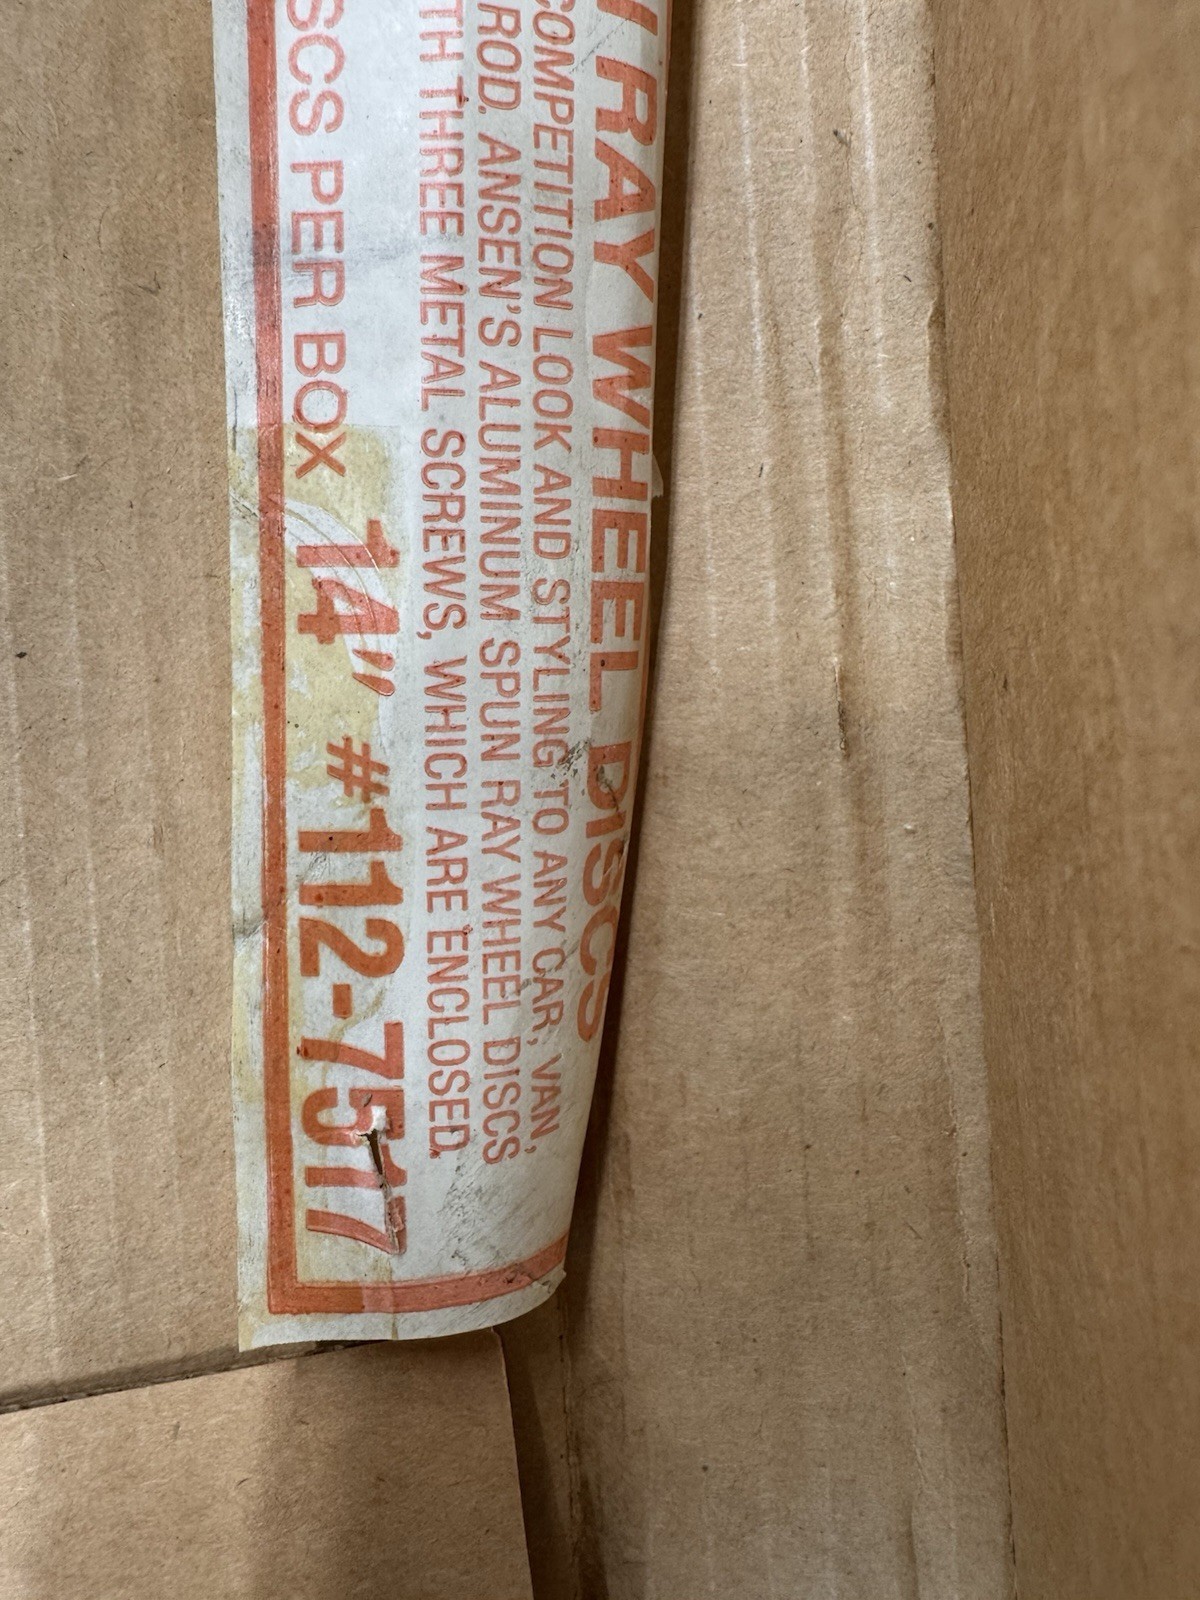 RAY WHEEL DISCS
COMPETITION LOOK AND STYLING TO ANY CAR, VAN,
ROD. ANSEN'S ALUMINUM SPUN RAY WHEEL DISCS
TH THREE METAL SCREWS, WHICH ARE ENCLOSED.
SCS PER BOX 14" #112-7517